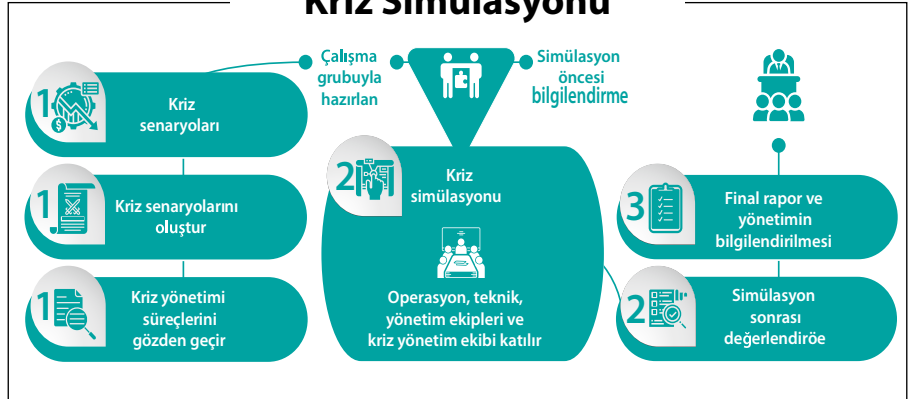 Kriz Simülasyonu
1
Kriz
senaryoları
1
Kriz senaryolarını
oluştur
1
Kriz yönetimi
süreçlerini
gözden geçir
Çalışma
grubuyla
hazırlan
Simülasyon
öncesi
bilgilendirme
2
Kriz
simülasyonu
Operasyon, teknik,
yönetim ekipleri ve
kriz yönetim ekibi katılır
3
Final rapor ve
yönetimin
bilgilendirilmesi
2
Simülasyon
sonrası
değerlendiröe